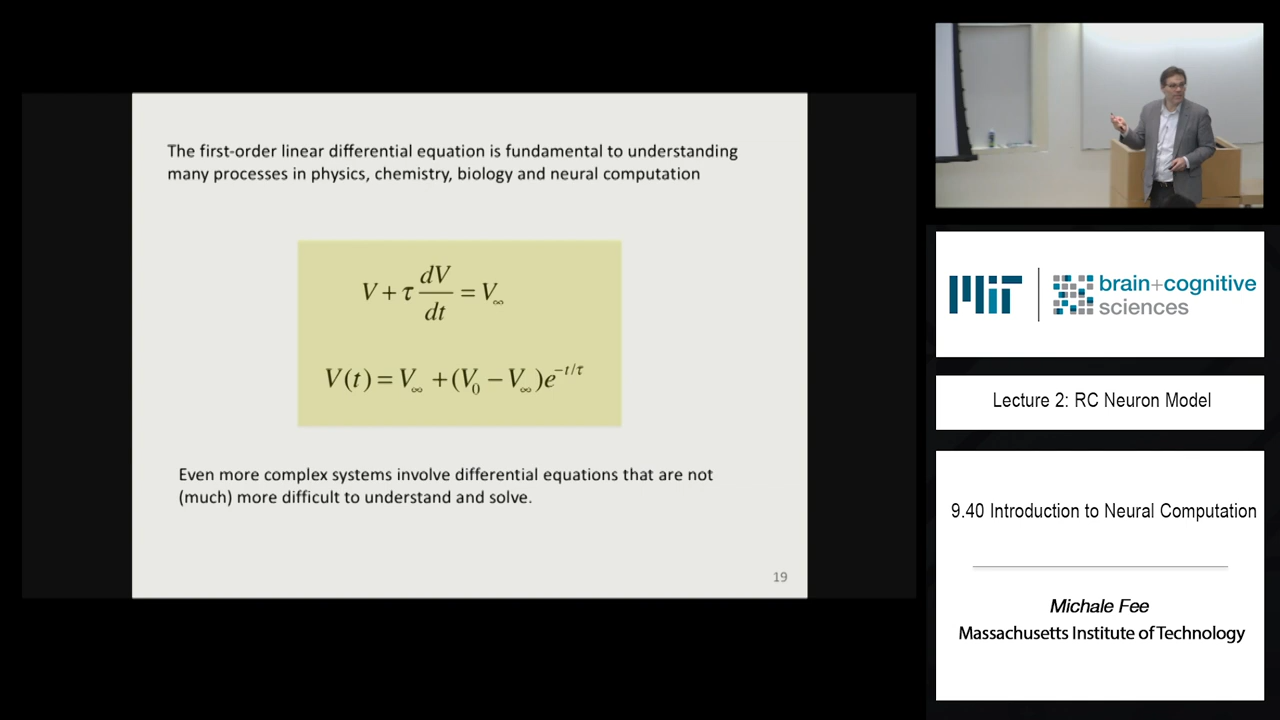 The first-order linear differential equation is fundamental to understanding
many processes in physics, chemistry, biology and neural computation
V + τ dV/dt = V∞
V(t) = V∞ + (V₀ − V∞)e^{−t/τ}
Even more complex systems involve differential equations that are not
(much) more difficult to understand and solve.
19
MIT
brain+cognitive
sciences
Lecture 2: RC Neuron Model
9.40 Introduction to Neural Computation
Michale Fee
Massachusetts Institute of Technology